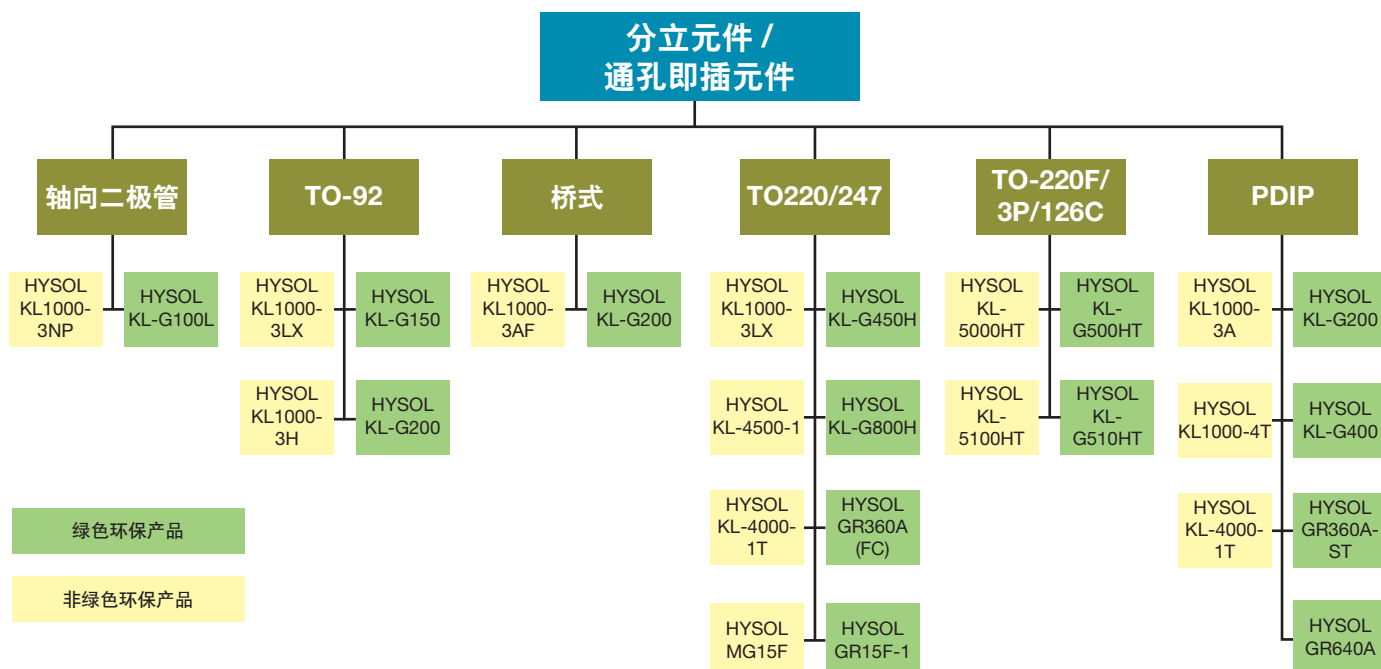 分立元件 /
通孔即插元件
轴向二极管
TO-92
桥式
TO220/247
TO-220F/
3P/126C
PDIP
HYSOL
KL1000-
3NP
HYSOL
KL-G100L
HYSOL
KL1000-
3LX
HYSOL
KL-G150
HYSOL
KL1000-
3H
HYSOL
KL-G200
HYSOL
KL1000-
3AF
HYSOL
KL-G200
HYSOL
KL1000-
3LX
HYSOL
KL-G450H
HYSOL
KL-4500-1
HYSOL
KL-G800H
HYSOL
KL-4000-
1T
HYSOL
GR360A
(FC)
HYSOL
MG15F
HYSOL
GR15F-1
HYSOL
KL-
5000HT
HYSOL
KL-
G500HT
HYSOL
KL-
5100HT
HYSOL
KL-
G510HT
HYSOL
KL1000-
3A
HYSOL
KL-G200
HYSOL
KL1000-4T
HYSOL
KL-G400
HYSOL
KL-4000-
1T
HYSOL
GR360A-
ST
HYSOL
GR640A
绿色环保产品
非绿色环保产品